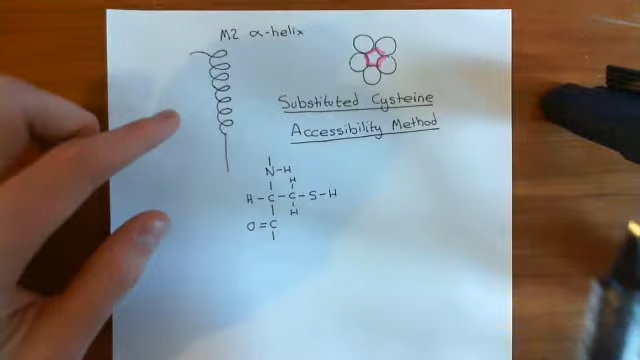 M2 α-helix
Substituted Cysteine
Accessibility Method
N-H
H
H-C-C-S-H
H
O=C